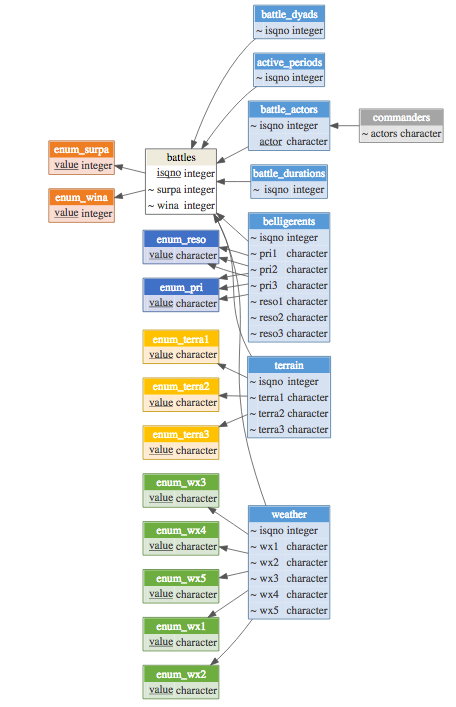 battle_dyads
~ isqno integer
active_periods
~ isqno integer
battle_actors
~ isqno integer
actor character
commanders
~ actors character
enum_surpa
value integer
enum_wina
value integer
battles
isqno integer
~ surpa integer
~ wina integer
battle_durations
~ isqno integer
belligerents
~ isqno integer
~ pri1 character
~ pri2 character
~ pri3 character
~ reso1 character
~ reso2 character
~ reso3 character
enum_reso
value character
enum_pri
value character
enum_terra1
value character
enum_terra2
value character
enum_terra3
value character
terrain
~ isqno integer
~ terra1 character
~ terra2 character
~ terra3 character
enum_wx3
value character
enum_wx4
value character
enum_wx5
value character
enum_wx1
value character
enum_wx2
value character
weather
~ isqno integer
~ wx1 character
~ wx2 character
~ wx3 character
~ wx4 character
~ wx5 character